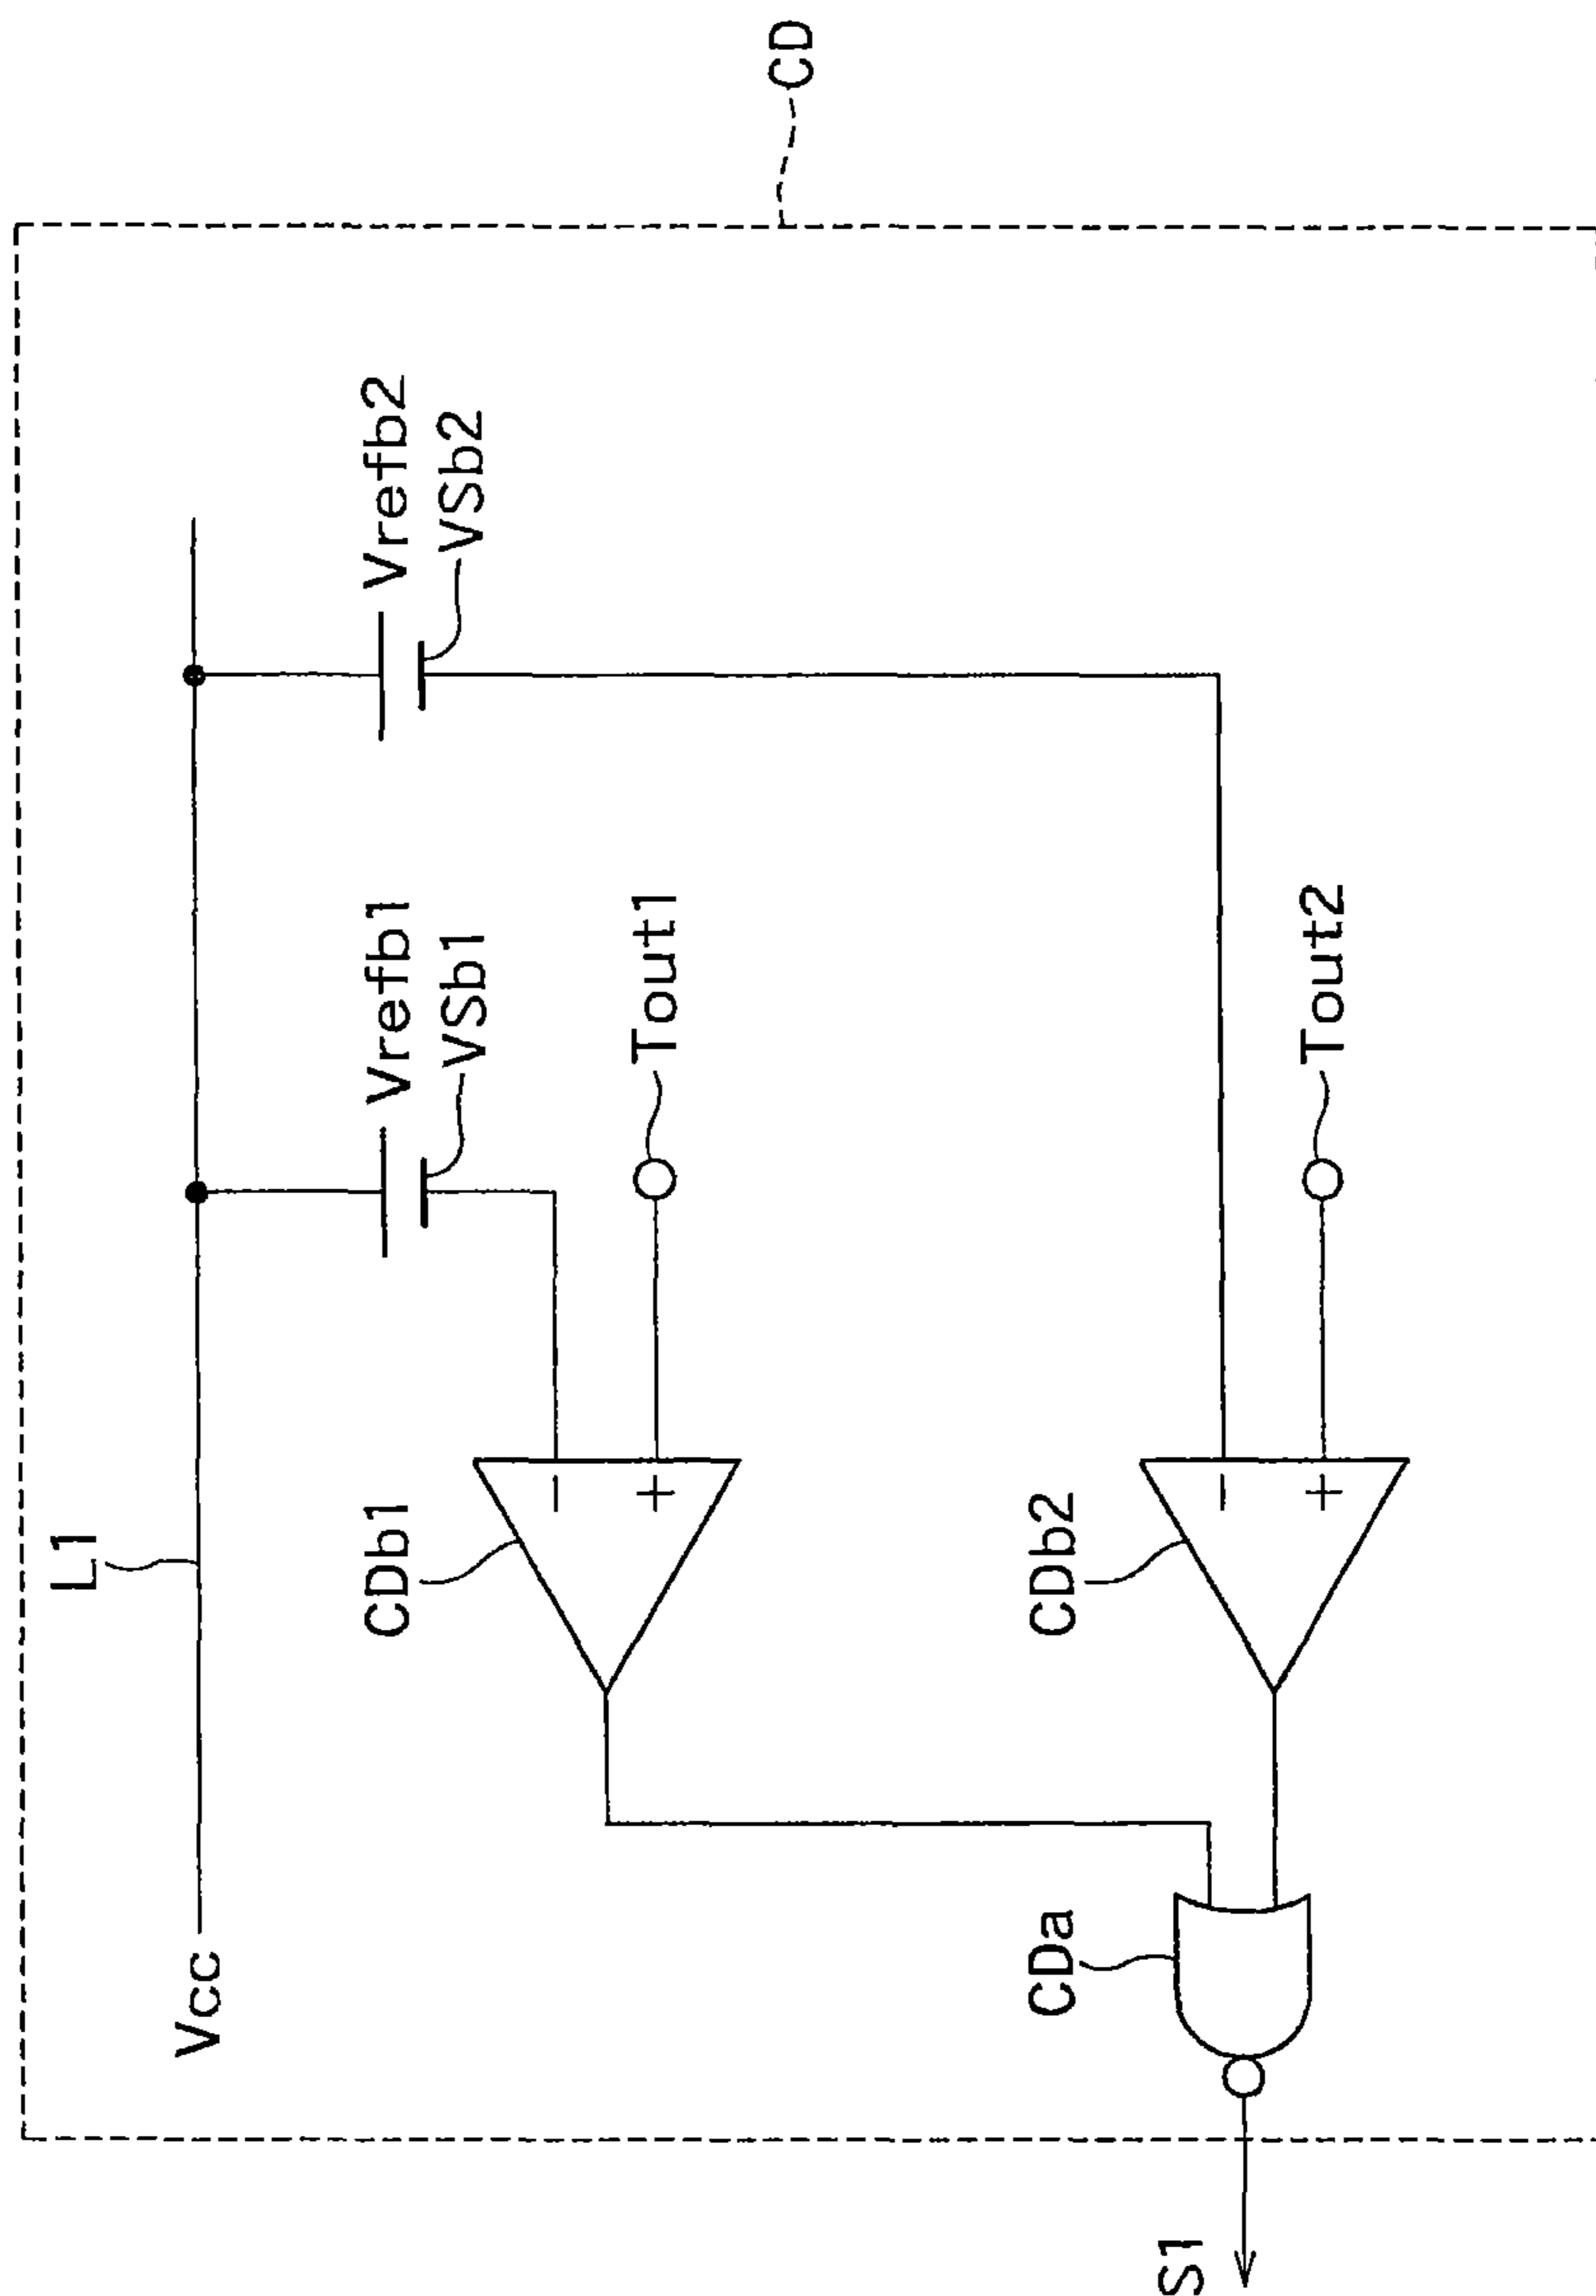 CD
Vcc
L1
Vrefb1
VSb1
Vrefb2
VSb2
CDb1
-
+
Tout1
CDb2
-
+
Tout2
CDa
S1